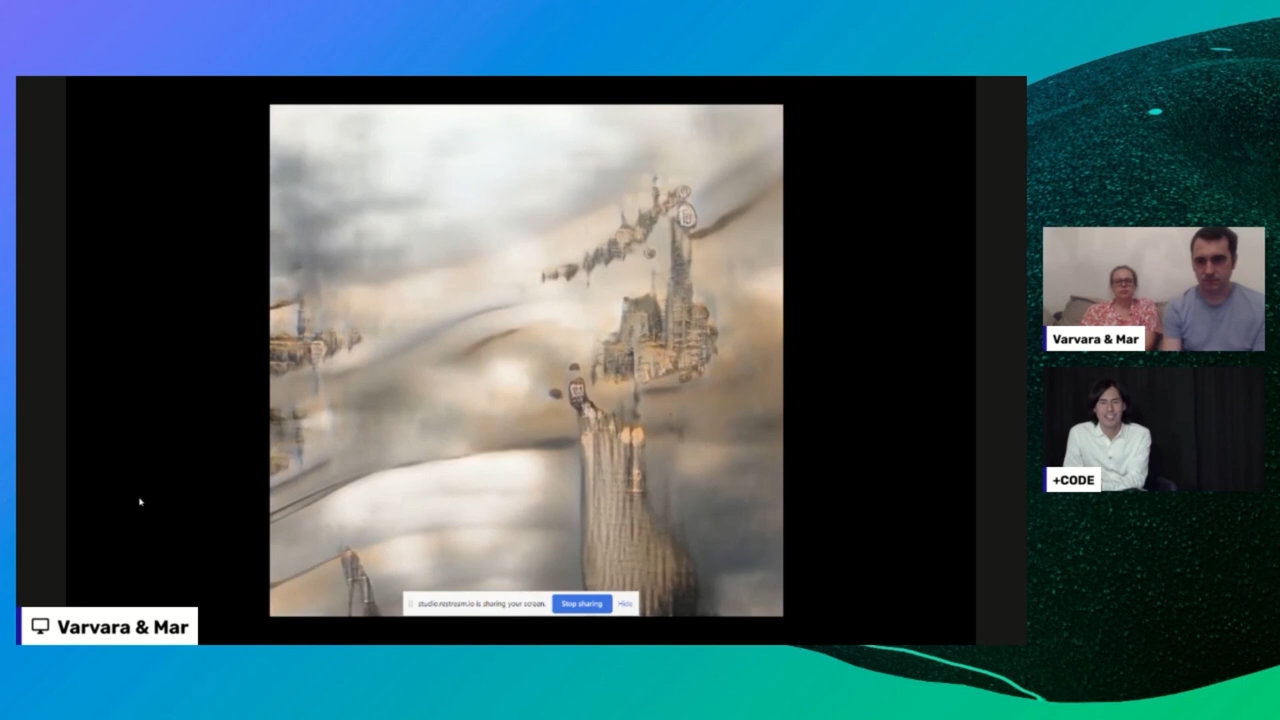 studio.restream.io is sharing your screen.
Stop sharing
Hide
Varvara & Mar
Varvara & Mar
+CODE